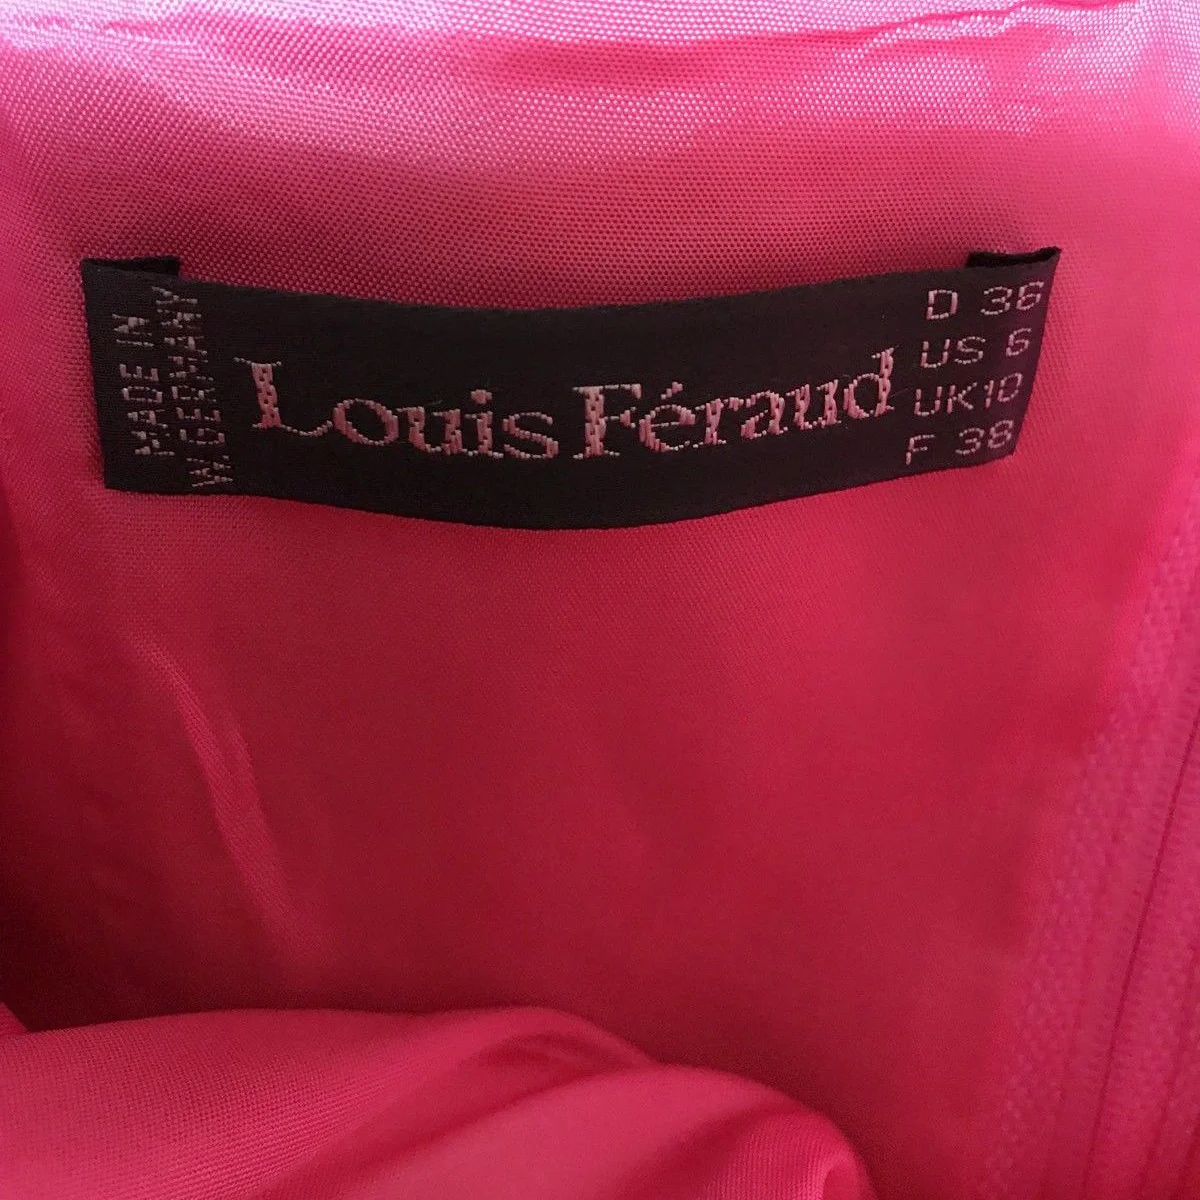 MADE IN
W.GERMANY
Louis Féraud
D 36
US 6
UK10
F 38